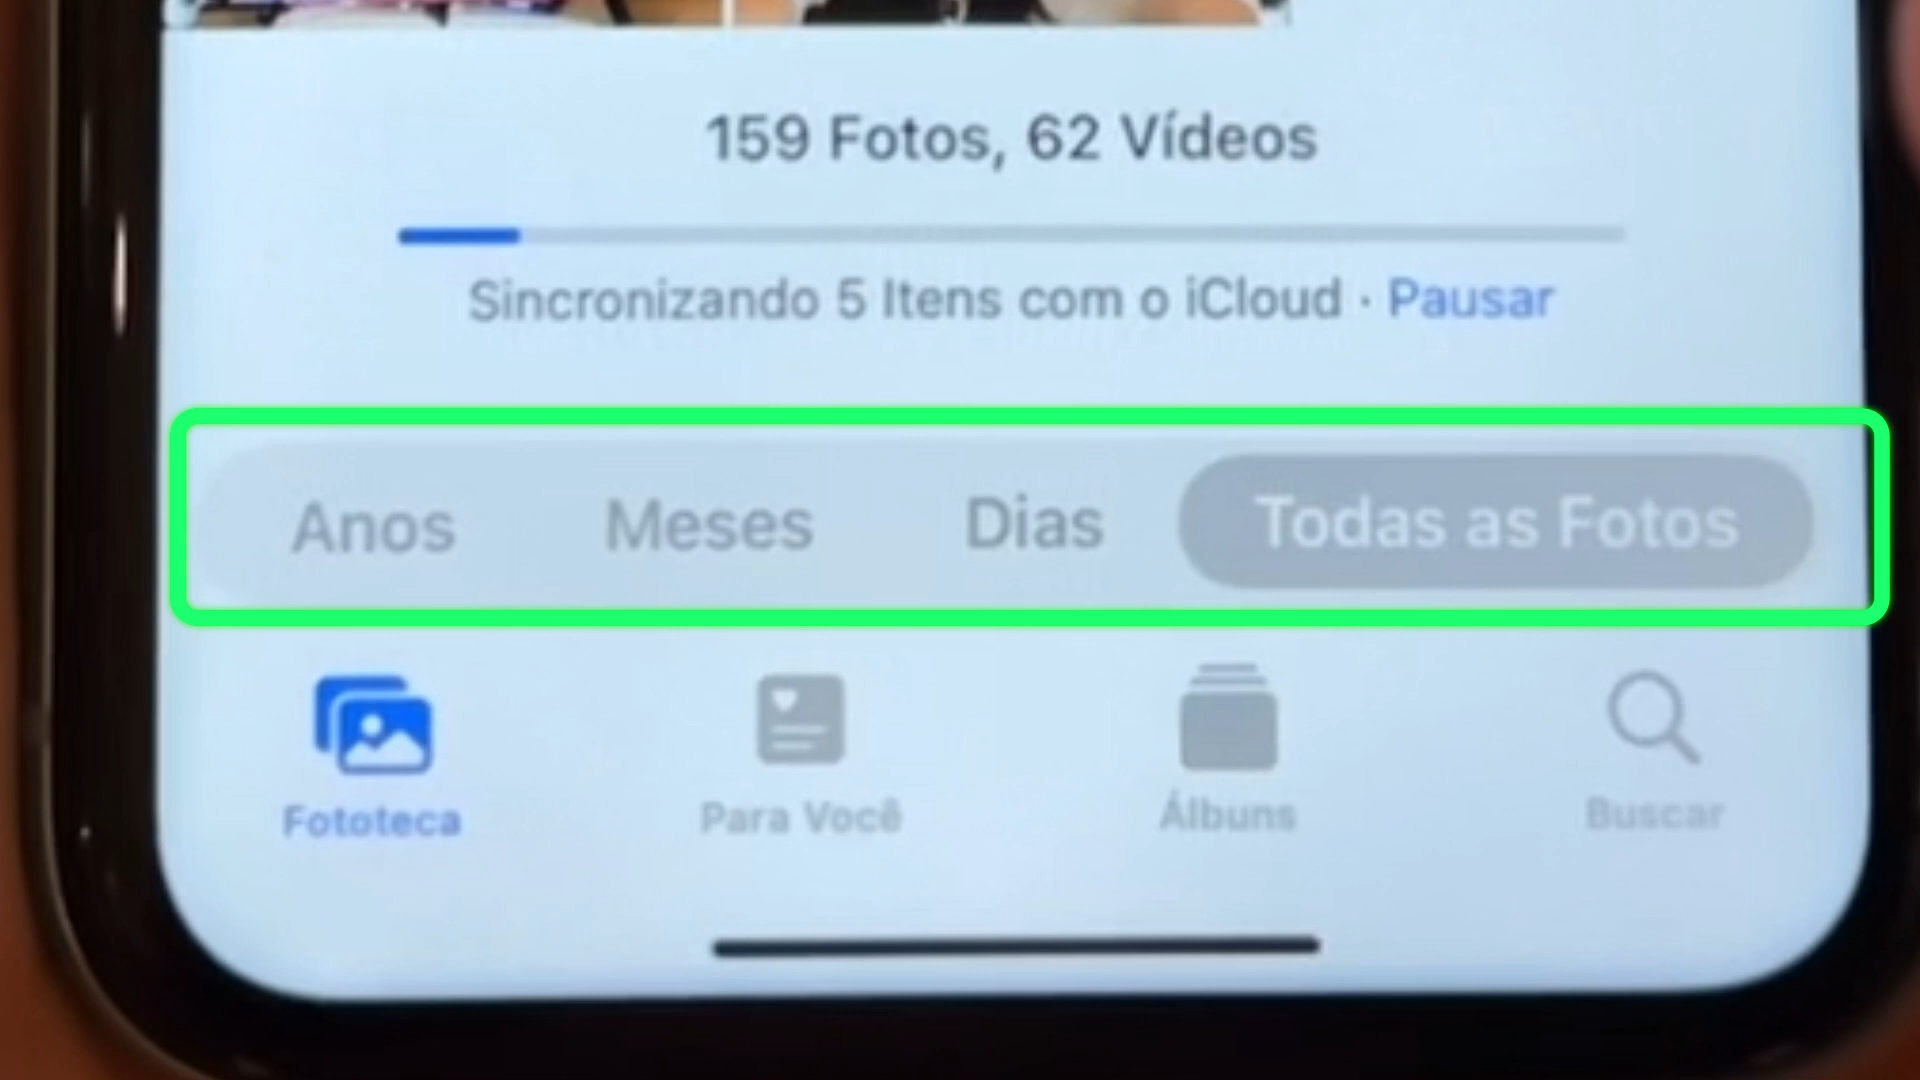 159 Fotos, 62 Vídeos
Sincronizando 5 Itens com o iCloud · Pausar
Anos Meses Dias Todas as Fotos
Fototeca Para Você Álbuns Buscar